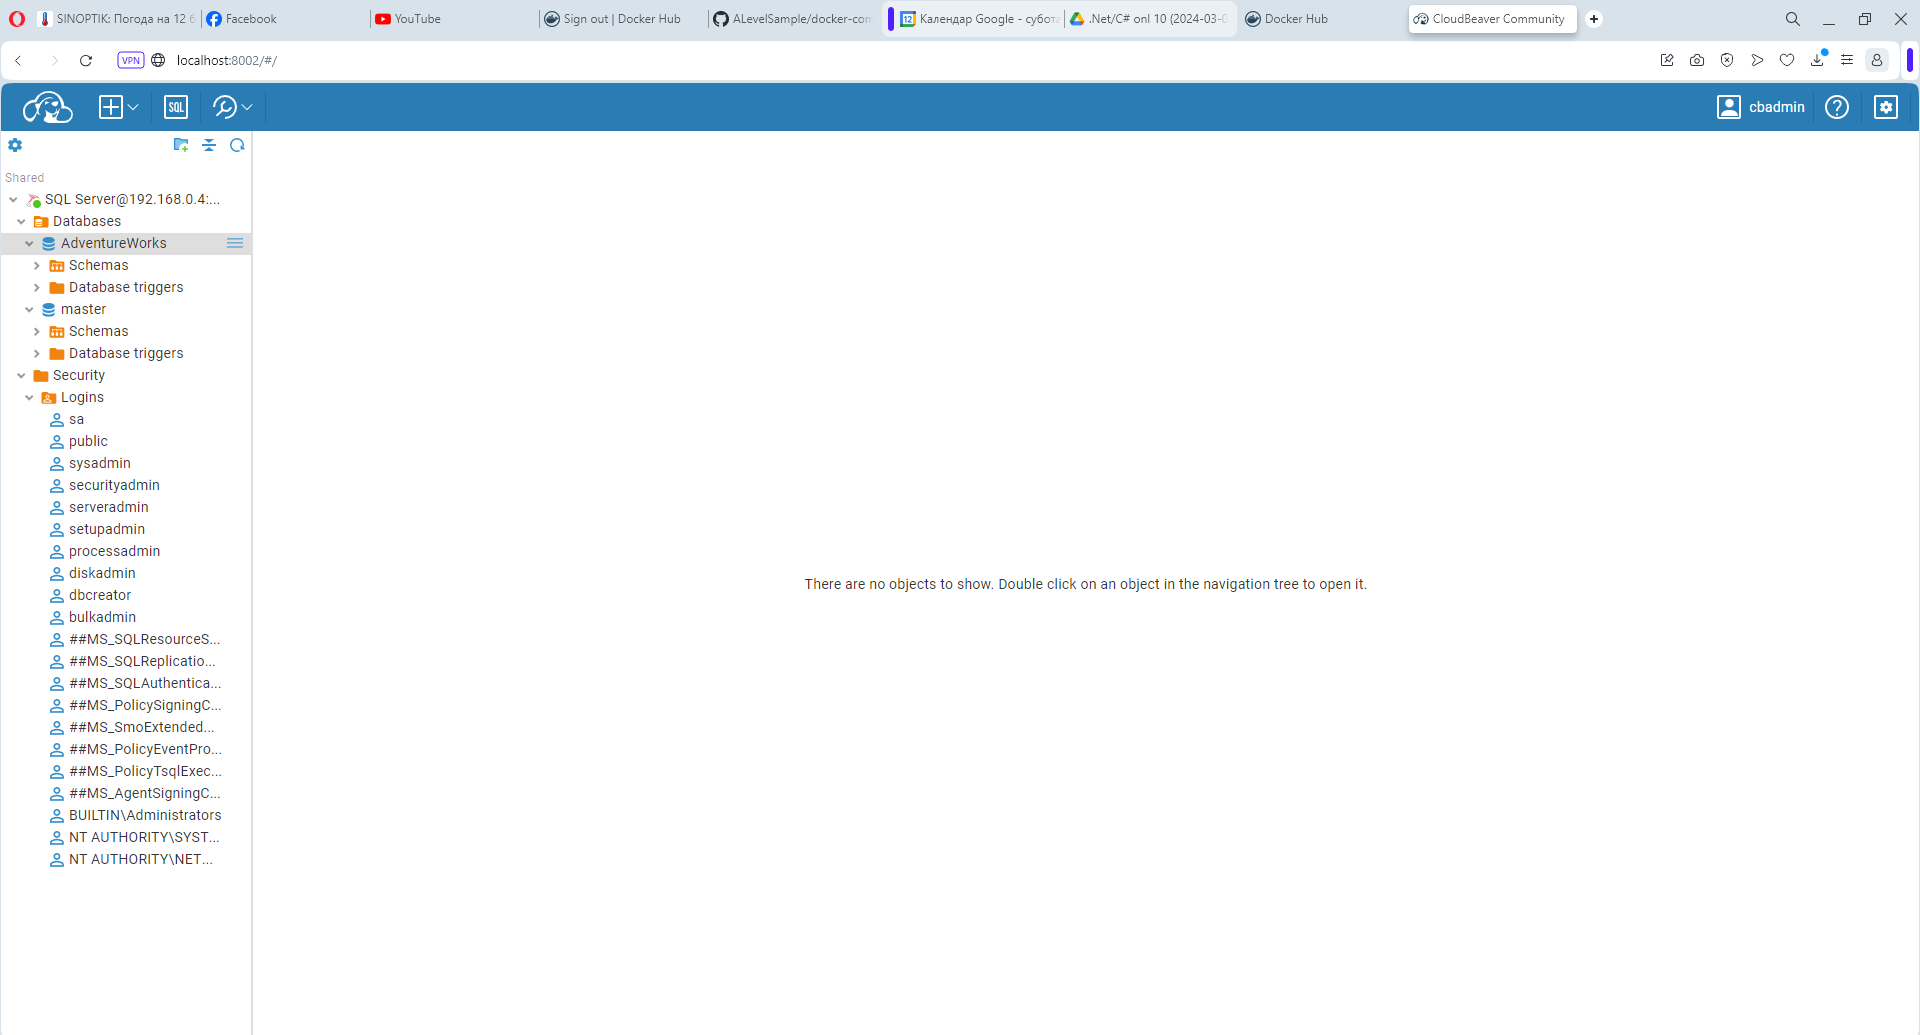 SINOPTIK: Погода на 12 б
Facebook
YouTube
Sign out | Docker Hub
ALevelSample/docker-com
12 Календар Google - субота
.Net/C# onl 10 (2024-03-0
Docker Hub
CloudBeaver Community
VPN localhost:8002/#/
SQL
cbadmin
Shared
SQL Server@192.168.0.4:...
Databases
AdventureWorks
Schemas
Database triggers
master
Schemas
Database triggers
Security
Logins
sa
public
sysadmin
securityadmin
serveradmin
setupadmin
processadmin
diskadmin
dbcreator
bulkadmin
##MS_SQLResourceS...
##MS_SQLReplicatio...
##MS_SQLAuthentica...
##MS_PolicySigningC...
##MS_SmoExtended...
##MS_PolicyEventPro...
##MS_PolicyTsqlExec...
##MS_AgentSigningC...
BUILTIN\Administrators
NT AUTHORITY\SYST...
NT AUTHORITY\NET...
There are no objects to show. Double click on an object in the navigation tree to open it.